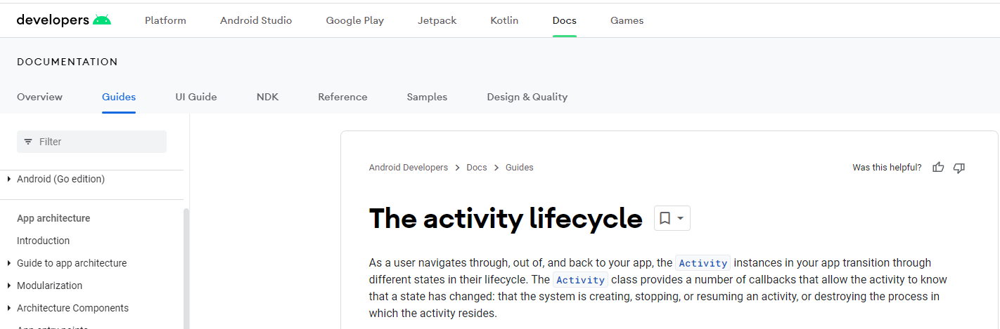 developers
Platform
Android Studio
Google Play
Jetpack
Kotlin
Docs
Games
DOCUMENTATION
Overview
Guides
UI Guide
NDK
Reference
Samples
Design & Quality
Filter
Android (Go edition)
App architecture
Introduction
Guide to app architecture
Modularization
Architecture Components
App entry points
Android Developers > Docs > Guides
Was this helpful?
The activity lifecycle
As a user navigates through, out of, and back to your app, the Activity instances in your app transition through
different states in their lifecycle. The Activity class provides a number of callbacks that allow the activity to know
that a state has changed: that the system is creating, stopping, or resuming an activity, or destroying the process in
which the activity resides.